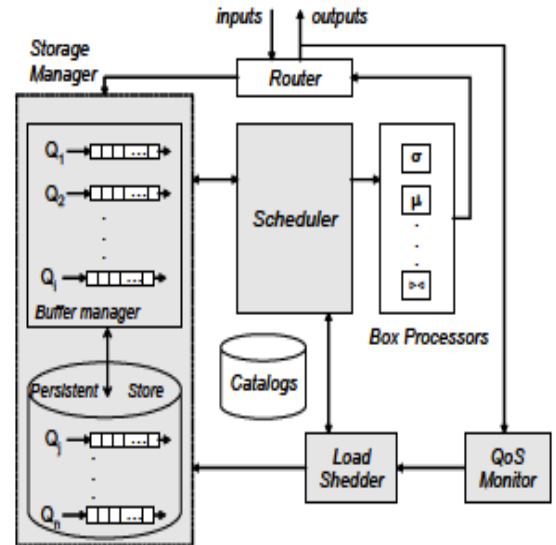 inputs outputs
Storage
Manager
Router
Q1
...
Q2
...
Qi
...
Buffer manager
Scheduler
σ
μ
⋈
Box Processors
Persistent Store
Qj
...
Qn
...
Catalogs
Load
Shedder
QoS
Monitor